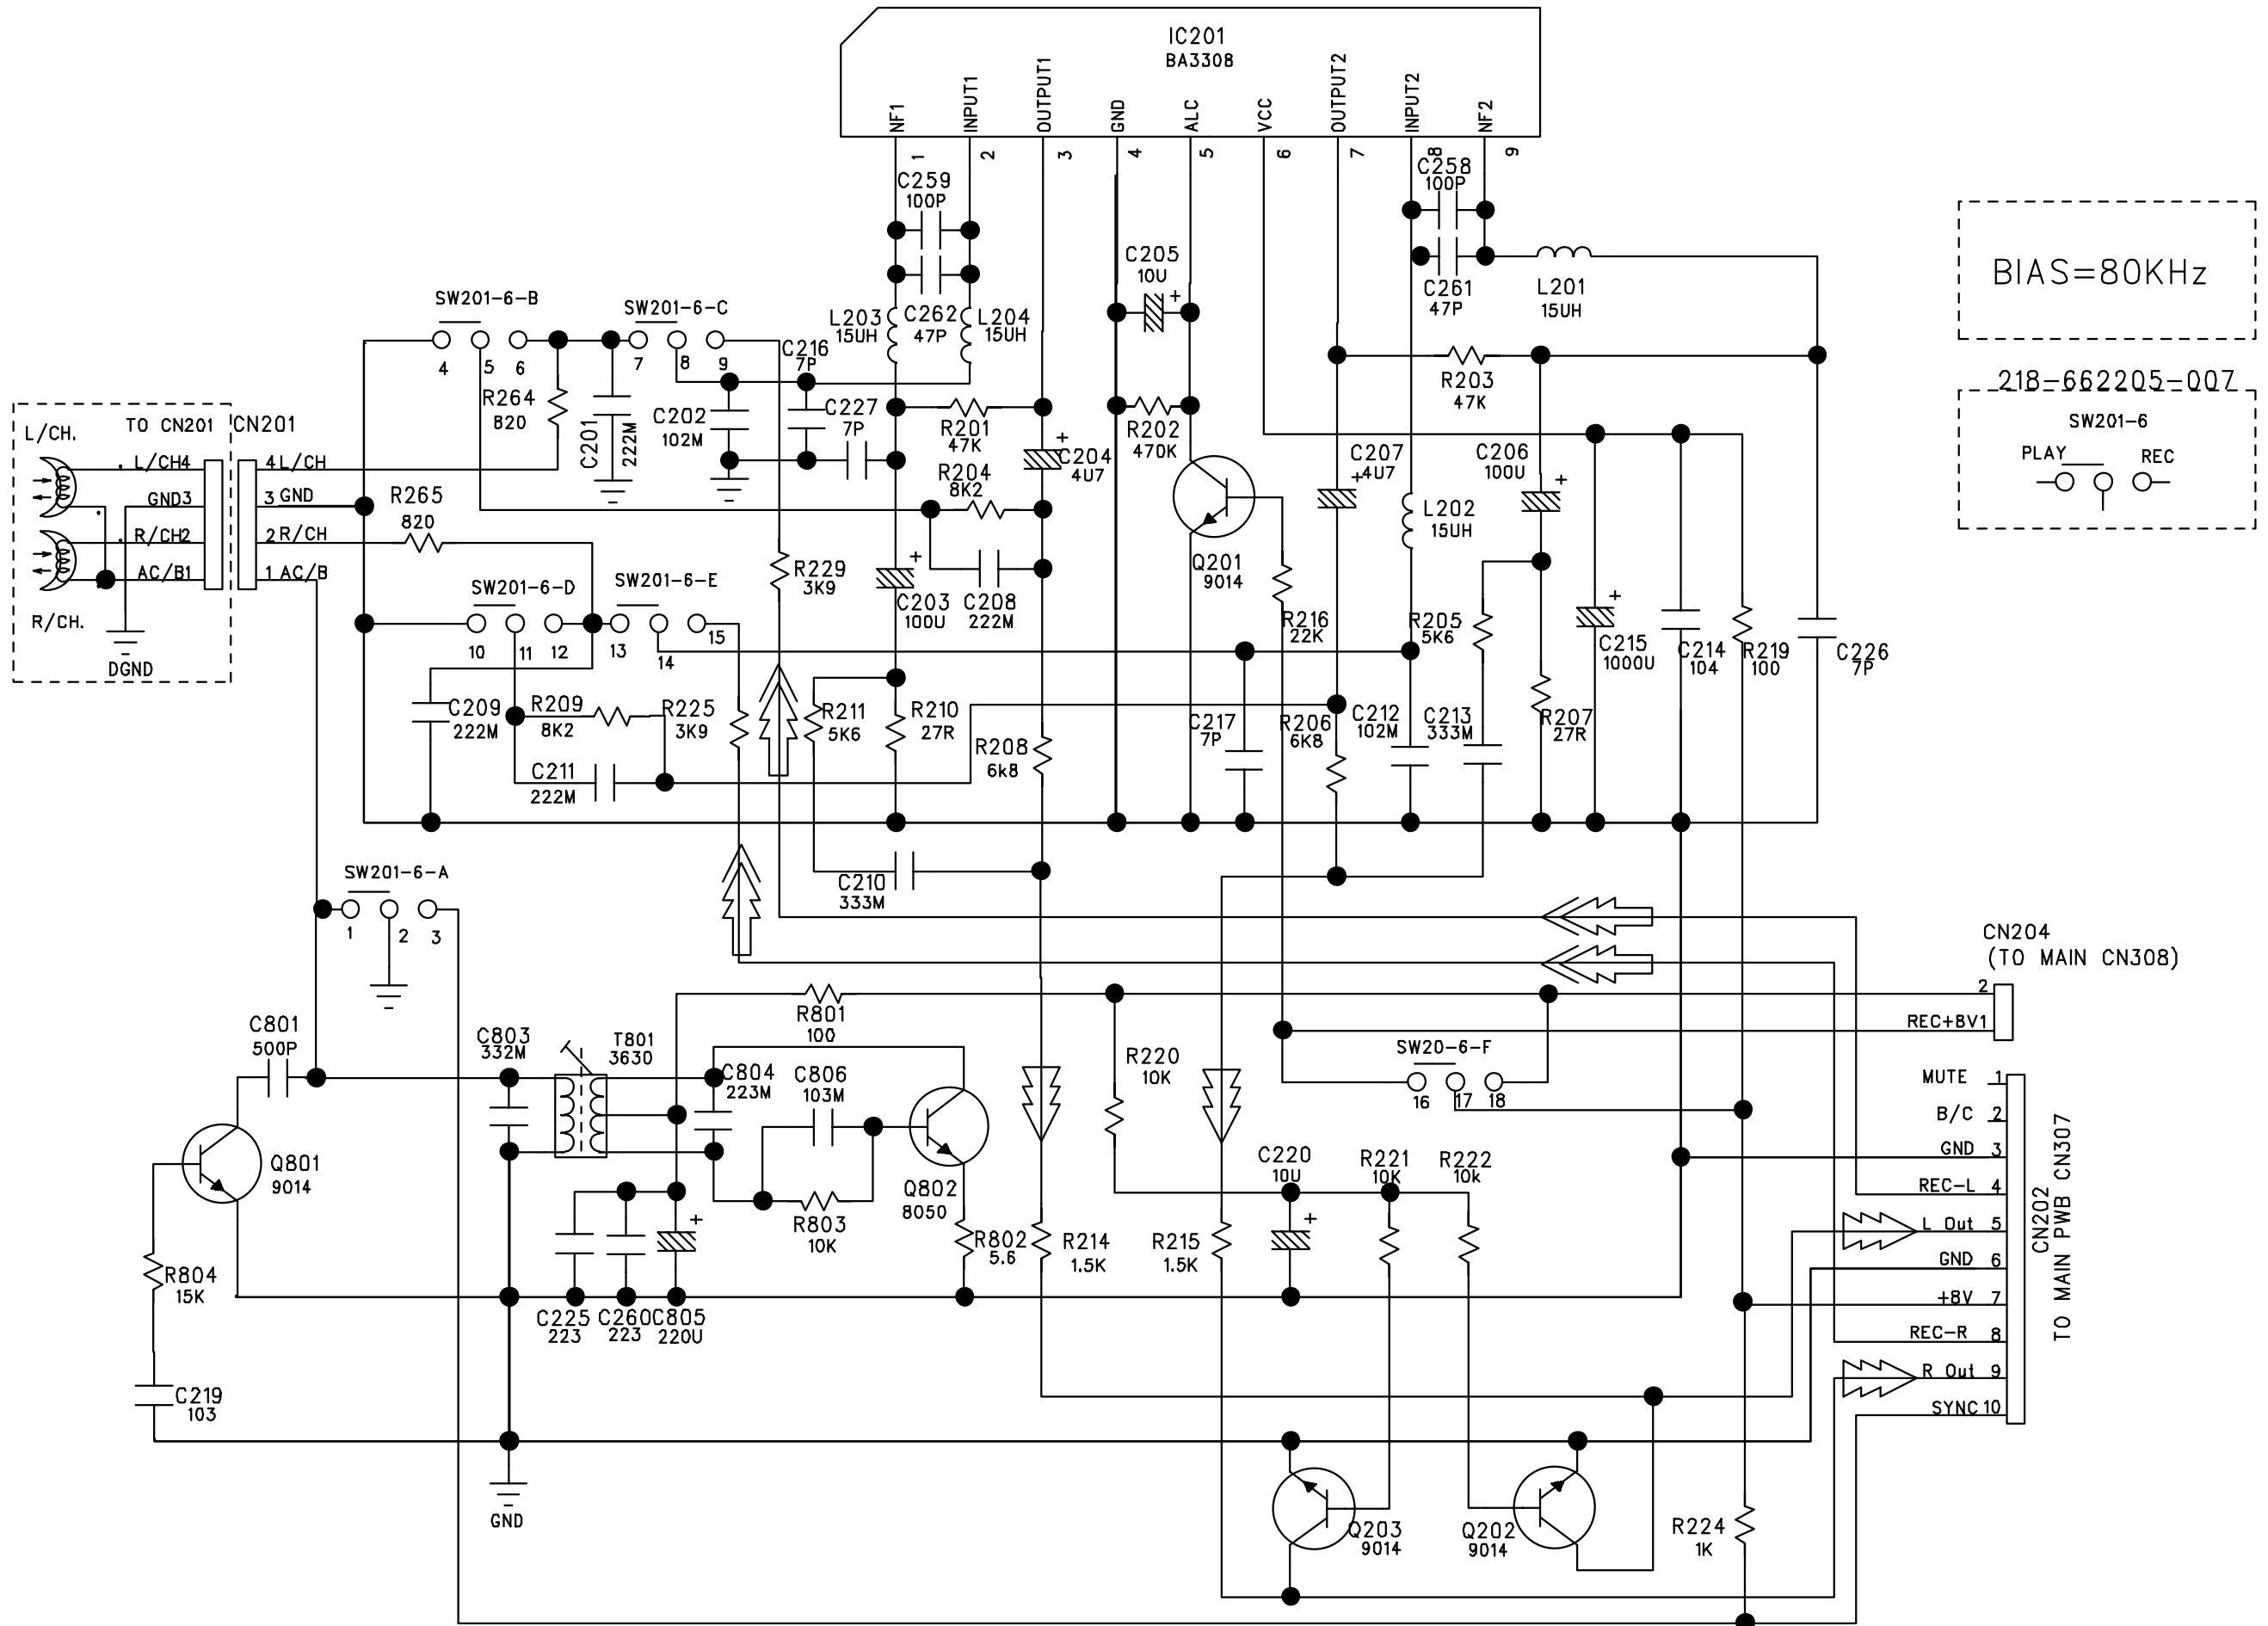 IC201
BA3308
NF1
INPUT1
OUTPUT1
GND
ALC
VCC
OUTPUT2
INPUT2
NF2
1
2
3
4
5
6
7
8
9
C259
100P
C258
100P
C205
10U
C261
47P
L201
15UH
BIAS=80KHz
SW201-6-B
SW201-6-C
L203
15UH
C262
47P
L204
15UH
C216
7P
4
5
6
7
8
9
R264
820
C201
222M
C202
102M
C227
7P
R201
47K
R202
470K
R203
47K
218-662205-007
SW201-6
PLAY
REC
L/CH.
TO CN201
CN201
L/CH4
GND3
R/CH2
AC/B1
4 L/CH
3 GND
2 R/CH
1 AC/B
R/CH.
DGND
R265
820
C204
4U7
R204
8K2
C207
4U7
C206
100U
L202
15UH
Q201
9014
R229
3K9
C203
100U
C208
222M
SW201-6-D
SW201-6-E
10
11
12
13
14
15
R216
22K
R205
5K6
C215
1000U
C214
104
R219
100
C226
7P
C209
222M
R209
8K2
R225
3K9
R211
5K6
R210
27R
R208
6k8
C217
7P
R206
6K8
C212
102M
C213
333M
R207
27R
C211
222M
C210
333M
SW201-6-A
1
2
3
CN204
(TO MAIN CN308)
2
REC+8V1
C801
500P
C803
332M
T801
3630
R801
100
C804
223M
C806
103M
R220
10K
SW20-6-F
16
17
18
MUTE 1
B/C 2
GND 3
REC-L 4
L Out 5
GND 6
+8V 7
REC-R 8
R Out 9
SYNC 10
CN202
TO MAIN PWB CN307
Q801
9014
Q802
8050
R803
10K
R802
5.6
R214
1.5K
R215
1.5K
C220
10U
R221
10K
R222
10k
R804
15K
C225
223
C260
223
C805
220U
C219
103
GND
Q203
9014
Q202
9014
R224
1K